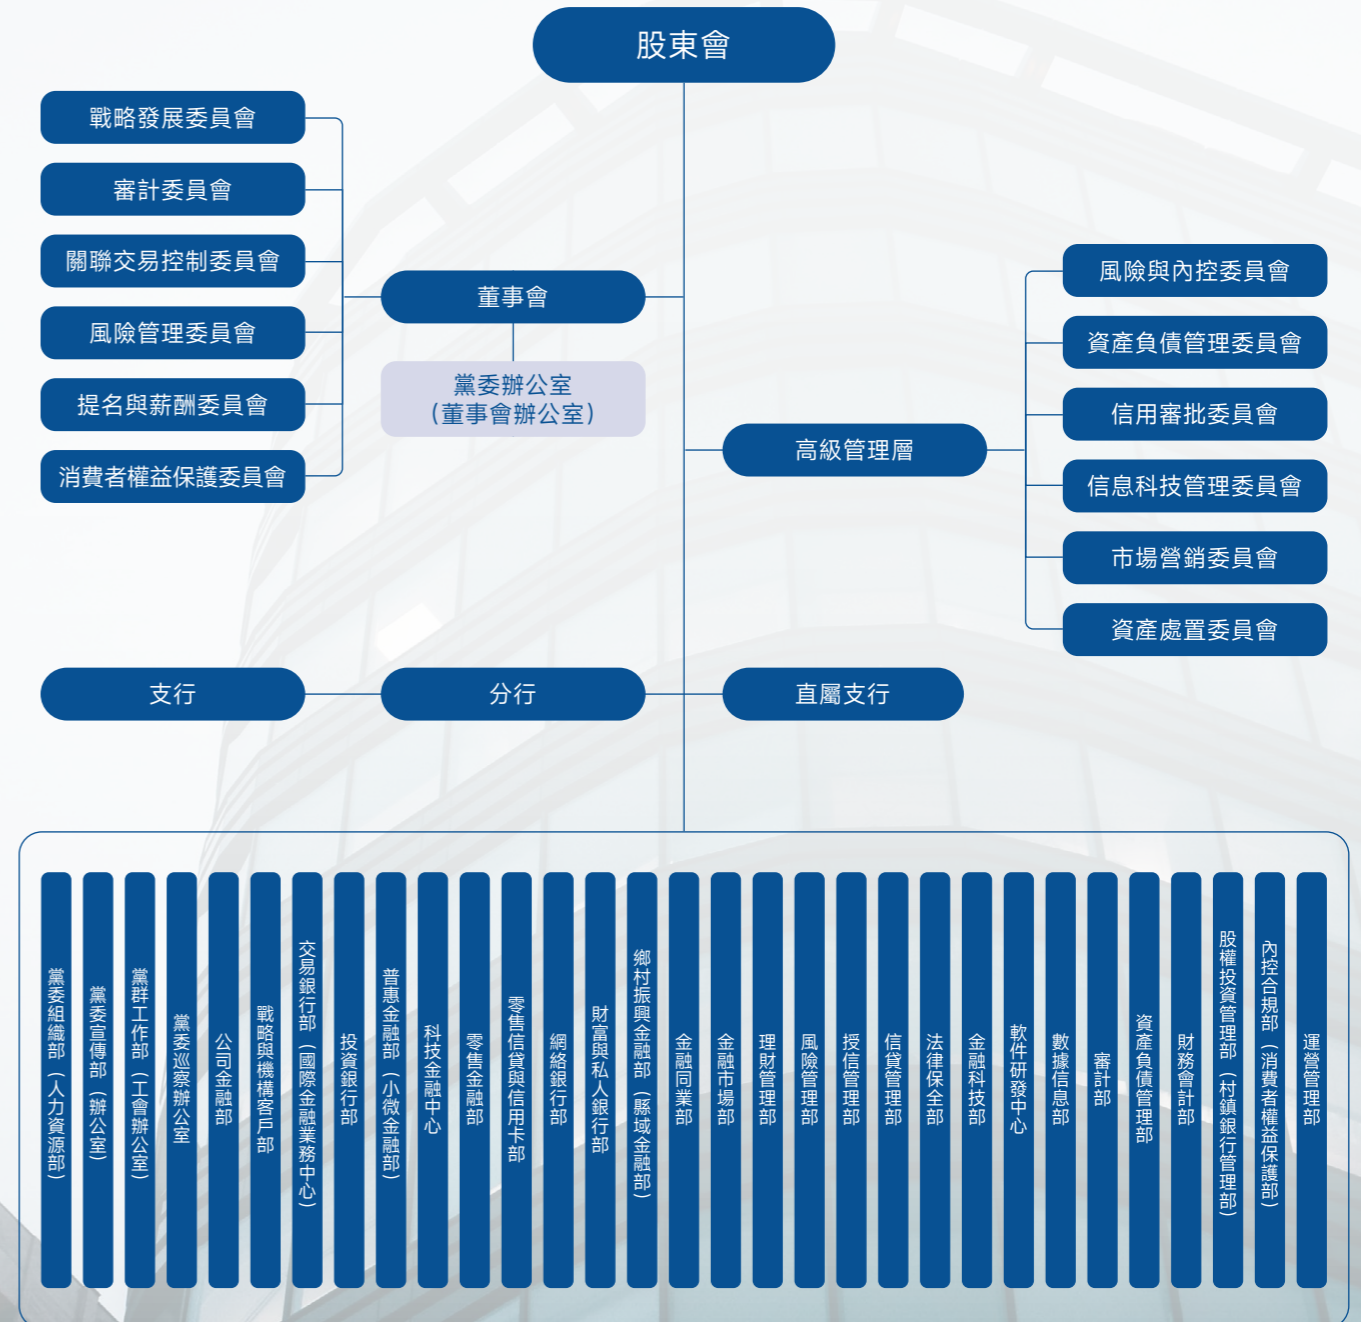 股東會
戰略發展委員會
審計委員會
關聯交易控制委員會
風險管理委員會
提名與薪酬委員會
消費者權益保護委員會
董事會
黨委辦公室
(董事會辦公室)
高級管理層
風險與內控委員會
資產負債管理委員會
信用審批委員會
信息科技管理委員會
市場營銷委員會
資產處置委員會
支行
分行
直屬支行
黨委組織部（人力資源部）
黨委宣傳部（辦公室）
黨群工作部（工會辦公室）
黨委巡察辦公室
公司金融部
戰略與機構客戶部
交易銀行部（國際金融業務中心）
投資銀行部
普惠金融部（小微金融部）
科技金融中心
零售金融部
零售信貸與信用卡部
網絡銀行部
財富與私人銀行部
鄉村振興金融部（縣域金融部）
金融同業部
金融市場部
理財管理部
風險管理部
授信管理部
信貸管理部
法律保全部
金融科技部
軟件研發中心
數據信息部
審計部
資產負債管理部
財務會計部
股權投資管理部（村鎮銀行管理部）
內控合規部（消費者權益保護部）
運營管理部